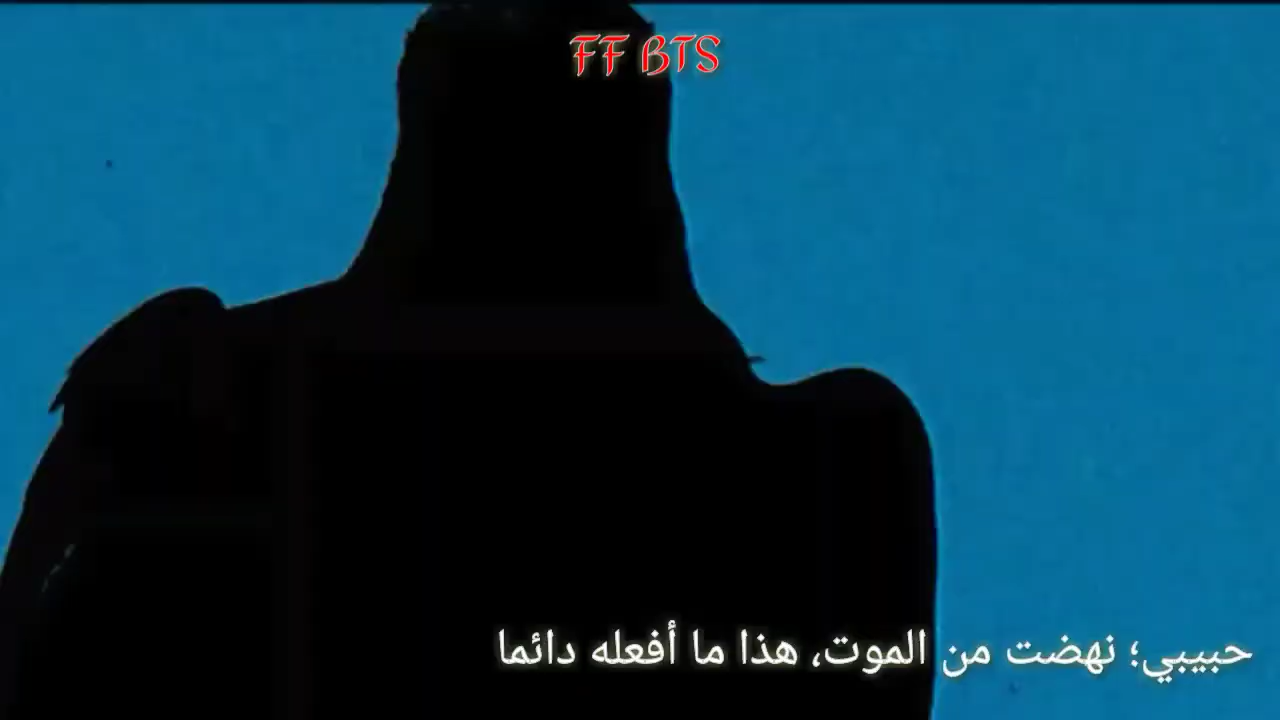 FF BTS
حبيبي؛ نهضت من الموت، هذا ما أفعله دائما